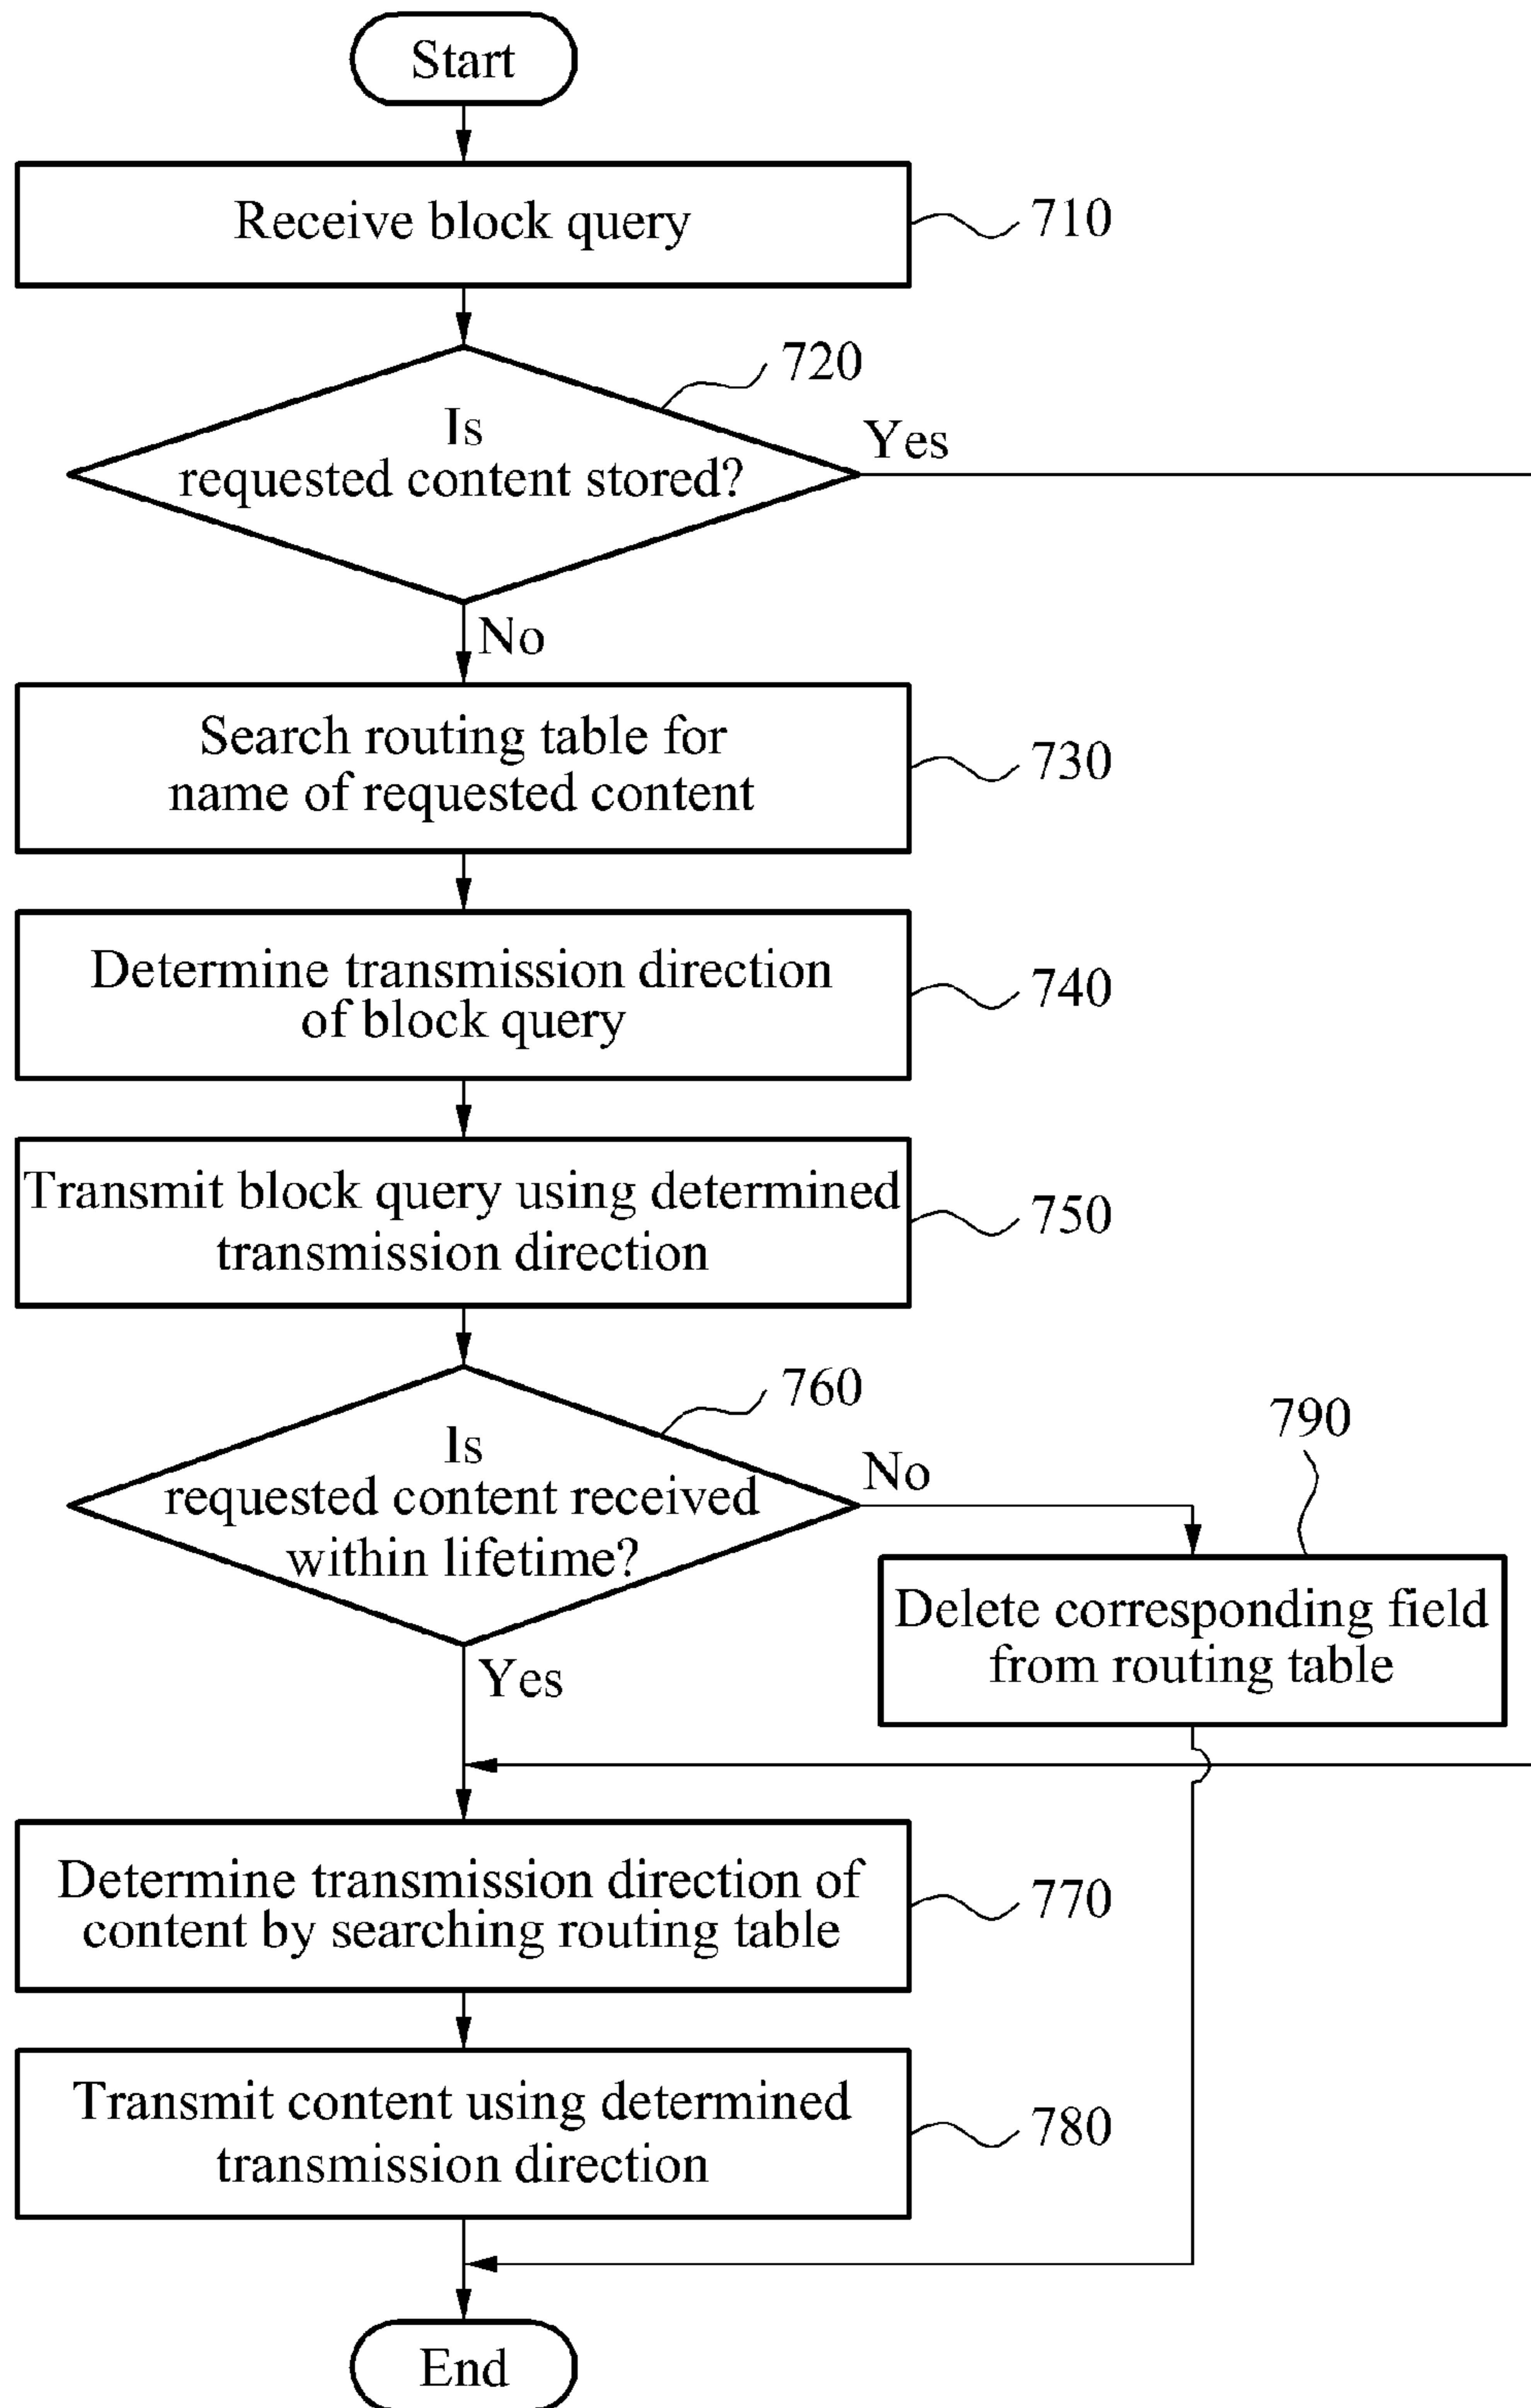 Start
Receive block query
710
720
Is
requested content stored?
Yes
No
Search routing table for
name of requested content
730
Determine transmission direction
of block query
740
Transmit block query using determined
transmission direction
750
760
Is
requested content received
within lifetime?
No
790
Delete corresponding field
from routing table
Yes
Determine transmission direction of
content by searching routing table
770
Transmit content using determined
transmission direction
780
End